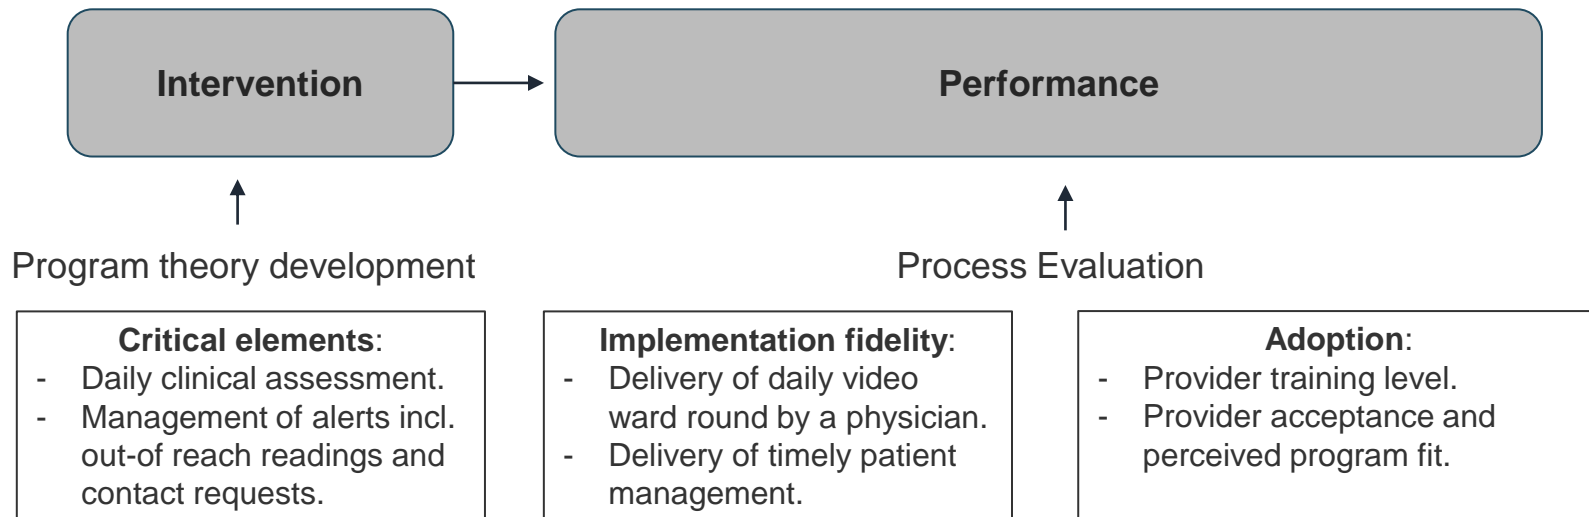 Intervention
Performance
Program theory development
Process Evaluation
Critical elements:
- Daily clinical assessment.
- Management of alerts incl.
out-of reach readings and
contact requests.
Implementation fidelity:
- Delivery of daily video
ward round by a physician.
- Delivery of timely patient
management.
Adoption:
- Provider training level.
- Provider acceptance and
perceived program fit.